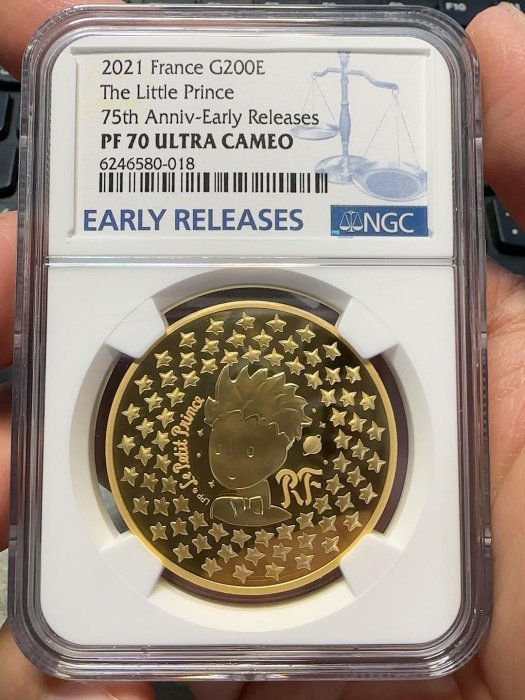 2021 France G200E
The Little Prince
75th Anniv-Early Releases
PF 70 ULTRA CAMEO
6246580-018
EARLY RELEASES
NGC
Le Petit Prince
RF
LPP